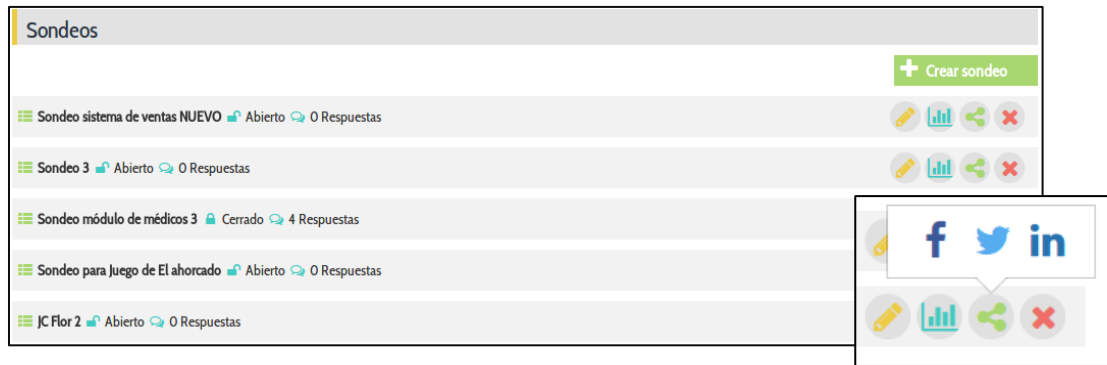 Sondeos
Crear sondeo
Sondeo sistema de ventas NUEVO Abierto 0 Respuestas
Sondeo 3 Abierto 0 Respuestas
Sondeo módulo de médicos 3 Cerrado 4 Respuestas
Sondeo para Juego de El ahorcado Abierto 0 Respuestas
JC Flor 2 Abierto 0 Respuestas
f in